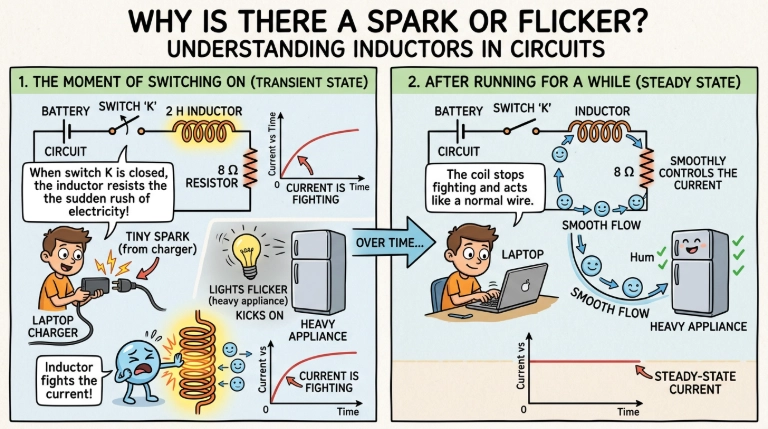 WHY IS THERE A SPARK OR FLICKER?
UNDERSTANDING INDUCTORS IN CIRCUITS
1. THE MOMENT OF SWITCHING ON (TRANSIENT STATE)
BATTERY
SWITCH 'K'
2 H INDUCTOR
CIRCUIT
8 Ω
RESISTOR
Current vs Time
0
Time
CURRENT IS
FIGHTING
When switch K is closed,
the inductor resists the
the sudden rush of
electricity!
TINY SPARK
(from charger)
LAPTOP
CHARGER
LIGHTS FLICKER
(heavy appliance)
KICKS ON
HEAVY
APPLIANCE
Inductor
fights the
current!
Current vs
0
Time
CURRENT IS
FIGHTING
OVER TIME...
2. AFTER RUNNING FOR A WHILE (STEADY STATE)
BATTERY
SWITCH 'K'
INDUCTOR
CIRCUIT
8 Ω
SMOOTHLY
CONTROLS THE
CURRENT
The coil stops
fighting and acts
like a normal wire.
SMOOTH FLOW
LAPTOP
Hum
SMOOTH FLOW
HEAVY APPLIANCE
Current vs
0
Time
STEADY-STATE
CURRENT